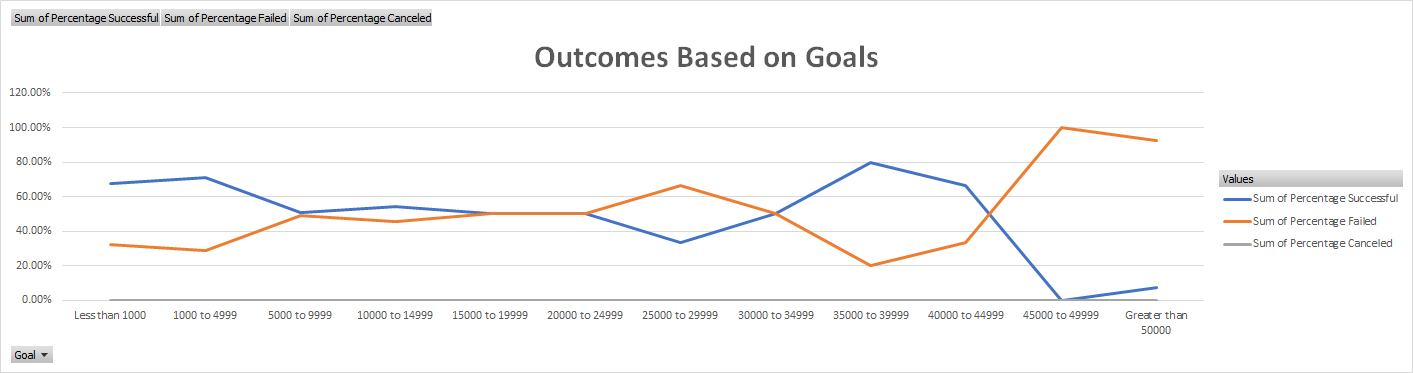 Sum of Percentage Successful Sum of Percentage Failed Sum of Percentage Canceled
Outcomes Based on Goals
120.00%
100.00%
80.00%
60.00%
40.00%
20.00%
0.00%
Less than 1000 1000 to 4999 5000 to 9999 10000 to 14999 15000 to 19999 20000 to 24999 25000 to 29999 30000 to 34999 35000 to 39999 40000 to 44999 45000 to 49999 Greater than
50000
Values
Sum of Percentage Successful
Sum of Percentage Failed
Sum of Percentage Canceled
Goal